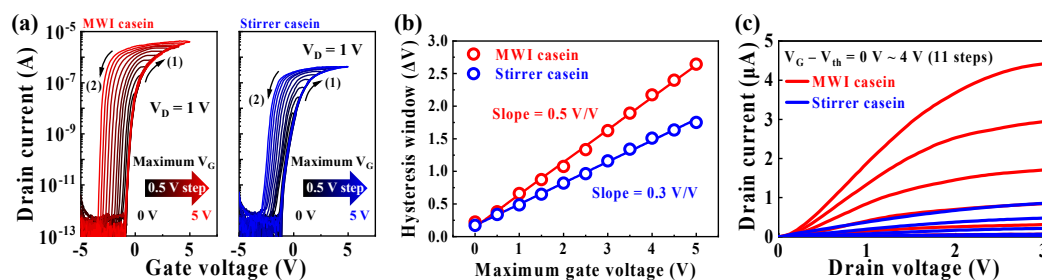 (a)
MWI casein
Stirrer casein
Drain current (A)
10⁻⁵
10⁻⁷
10⁻⁹
10⁻¹¹
10⁻¹³
(2)
(1)
V_D = 1 V
Maximum V_G
0.5 V step
0 V
5 V
-5
0
5
V_D = 1 V
(2)
(1)
Maximum V_G
0.5 V step
0 V
5 V
-5
0
5
Gate voltage (V)
(b)
Hysteresis window (ΔV)
3.0
2.5
2.0
1.5
1.0
0.5
0.0
MWI casein
Stirrer casein
Slope = 0.5 V/V
Slope = 0.3 V/V
0
1
2
3
4
5
Maximum gate voltage (V)
(c)
Drain current (μA)
5
4
3
2
1
0
V_G – V_th = 0 V ~ 4 V (11 steps)
MWI casein
Stirrer casein
0
1
2
3
Drain voltage (V)